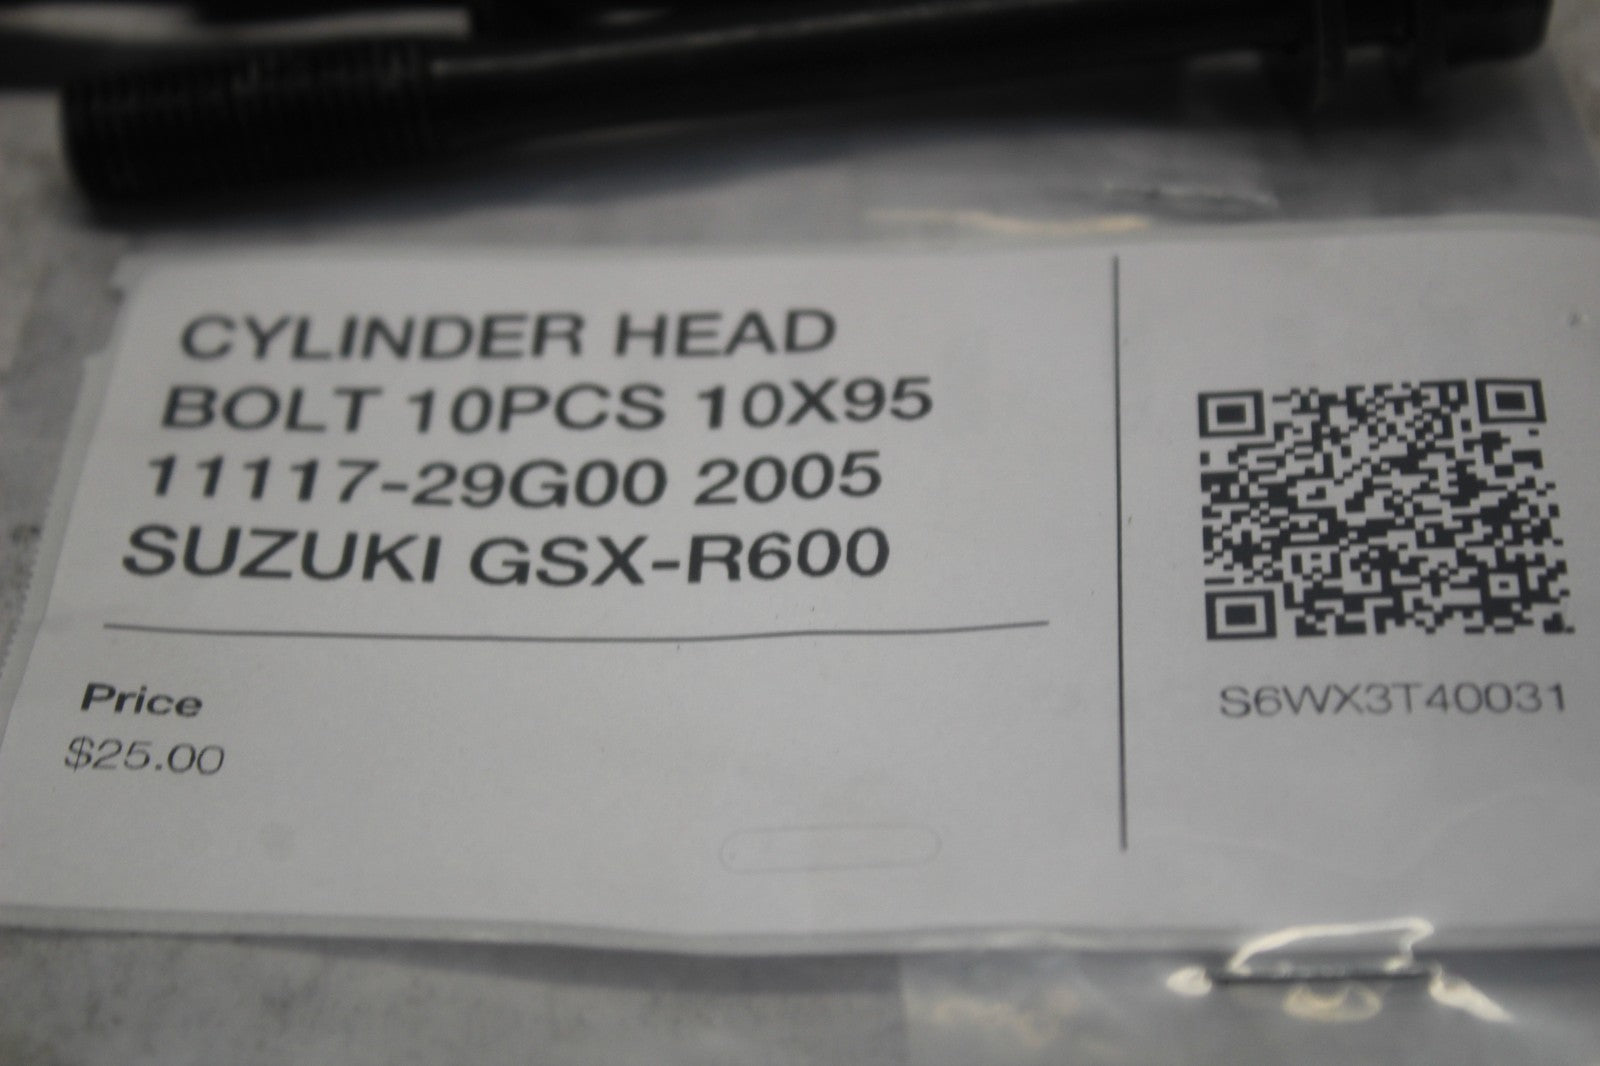 CYLINDER HEAD
BOLT 10PCS 10X95
11117-29G00 2005
SUZUKI GSX-R600
Price
$25.00
S6WX3T40031